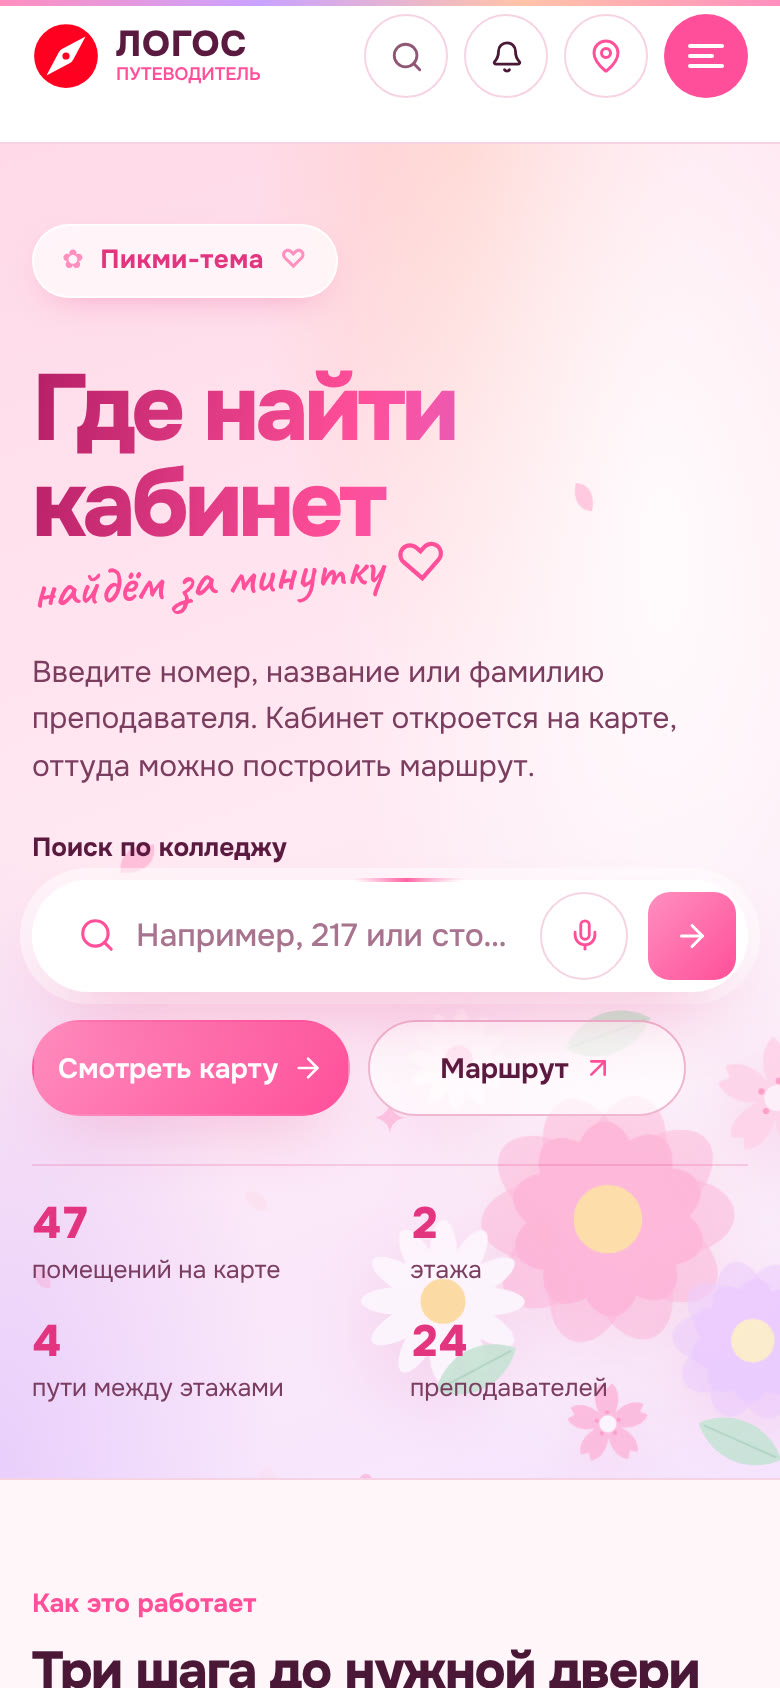 ЛОГОС
ПУТЕВОДИТЕЛЬ
Пикми-тема
Где найти
кабинет
найдём за минутку
Введите номер, название или фамилию
преподавателя. Кабинет откроется на карте,
оттуда можно построить маршрут.
Поиск по колледжу
Например, 217 или сто...
Смотреть карту
Маршрут
47
помещений на карте
2
этажа
4
пути между этажами
24
преподавателей
Как это работает
Три шага до нужной двери